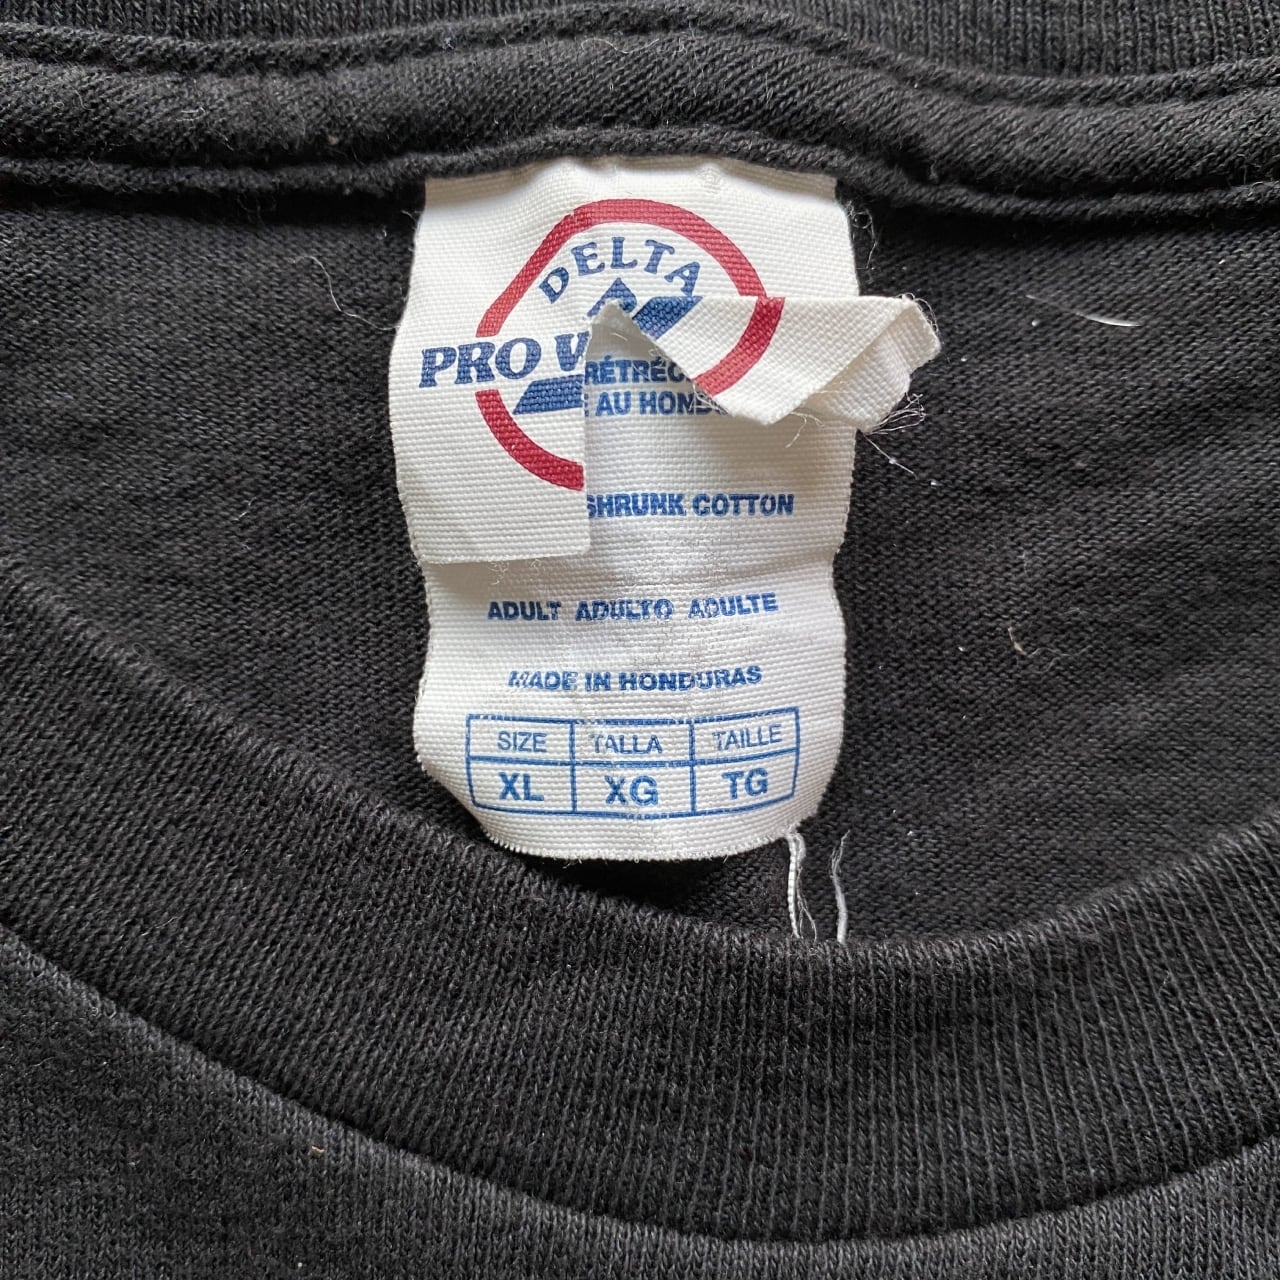 DELTA
PRO W
RÉTRÉC
E AU HOND
SHRUNK COTTON
ADULT ADULTO ADULTE
MADE IN HONDURAS
SIZE TALLA TAILLE
XL XG TG